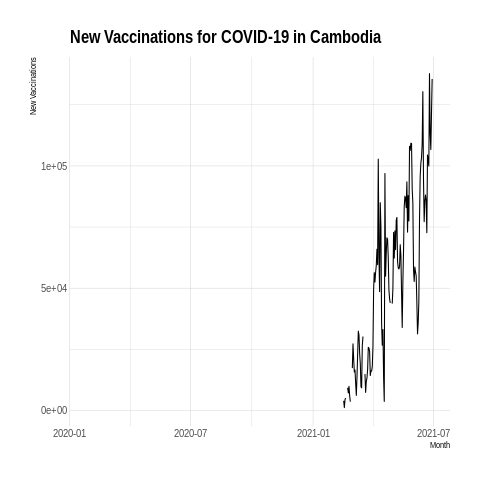 New Vaccinations for COVID-19 in Cambodia
New Vaccinations
1e+05
5e+04
0e+00
2020-01
2020-07
2021-01
2021-07
Month